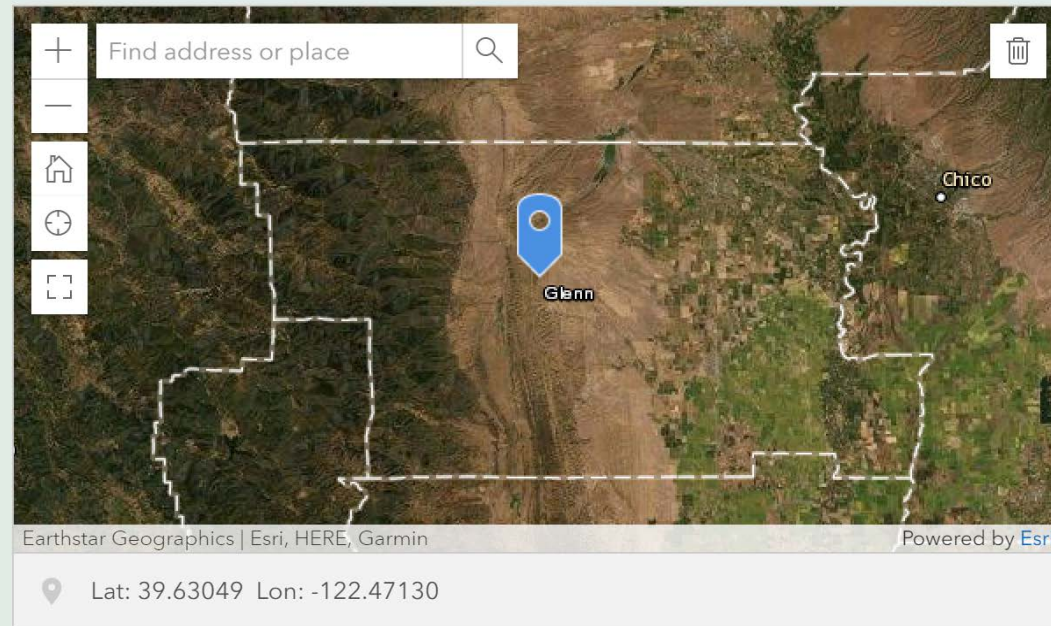 Find address or place
Chico
Glenn
Earthstar Geographics | Esri, HERE, Garmin
Powered by Esr
Lat: 39.63049 Lon: -122.47130